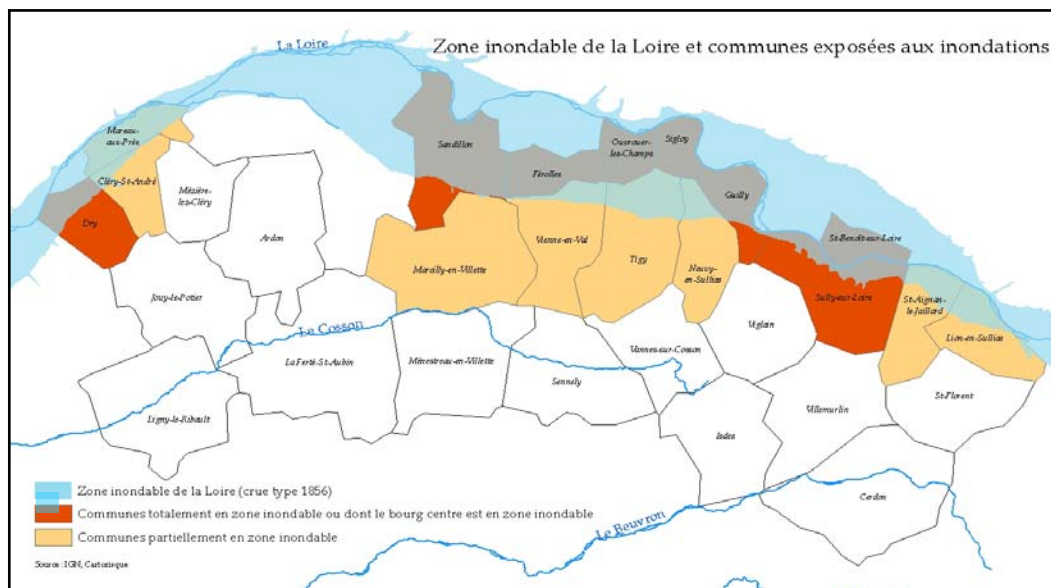 Zone inondable de la Loire et communes exposées aux inondations
La Loire
Mareau-
aux-Prés
Cléry-St-André
Mézière-
lez-Cléry
Dry
Ardon
Jouy-le-Potier
Ligny-le-Ribault
Le Cosson
La Ferté-St-Aubin
Sandillon
Férolles
Ouvrouer-
les-Champs
Sigloy
Guilly
St-Benoît-sur-Loire
Marcilly-en-Villette
Vienne-en-Val
Tigy
Neuvy-
en-Sullias
Sully-sur-Loire
St-Aignan-
le-Jaillard
Lion-en-Sullias
Viglain
Vannes-sur-Cosson
Ménestreau-en-Villette
Sennely
Isdes
Villemurlin
St-Florent
Cerdon
Le Beuvron
Zone inondable de la Loire (crue type 1856)
Communes totalement en zone inondable ou dont le bourg centre est en zone inondable
Communes partiellement en zone inondable
Source : IGN, Cartorisque